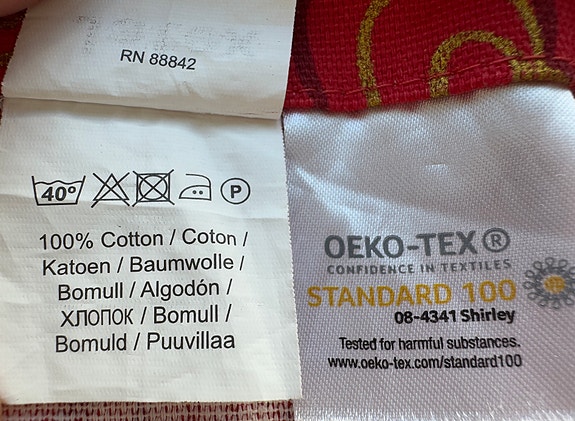 RN 88842
40°
P
100% Cotton / Coton /
Katoen / Baumwolle /
Bomull / Algodón /
ХЛОПОК / Bomull /
Bomuld / Puuvillaa
OEKO-TEX®
CONFIDENCE IN TEXTILES
STANDARD 100
08-4341 Shirley
Tested for harmful substances.
www.oeko-tex.com/standard100